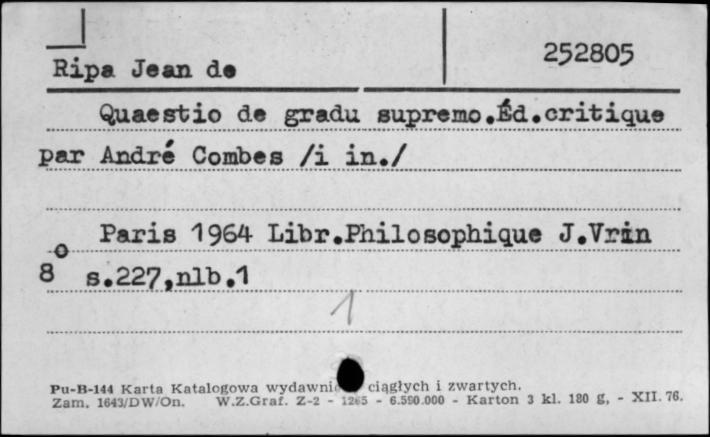 252805
Ripa Jean de
Quaestio de gradu supremo.Éd.critique
par André Combes /i in./
Paris 1964 Libr.Philosophique J.Vrin
8° s.227,nlb.1
1
Pu-B-144 Karta Katalogowa ciągłych i zwartych.
Zam. 1643/DW/On. W.Z.Graf. Z-2 - 1265 - 6.590.000 - Karton 3 kl. 180 g, - XII. 76.